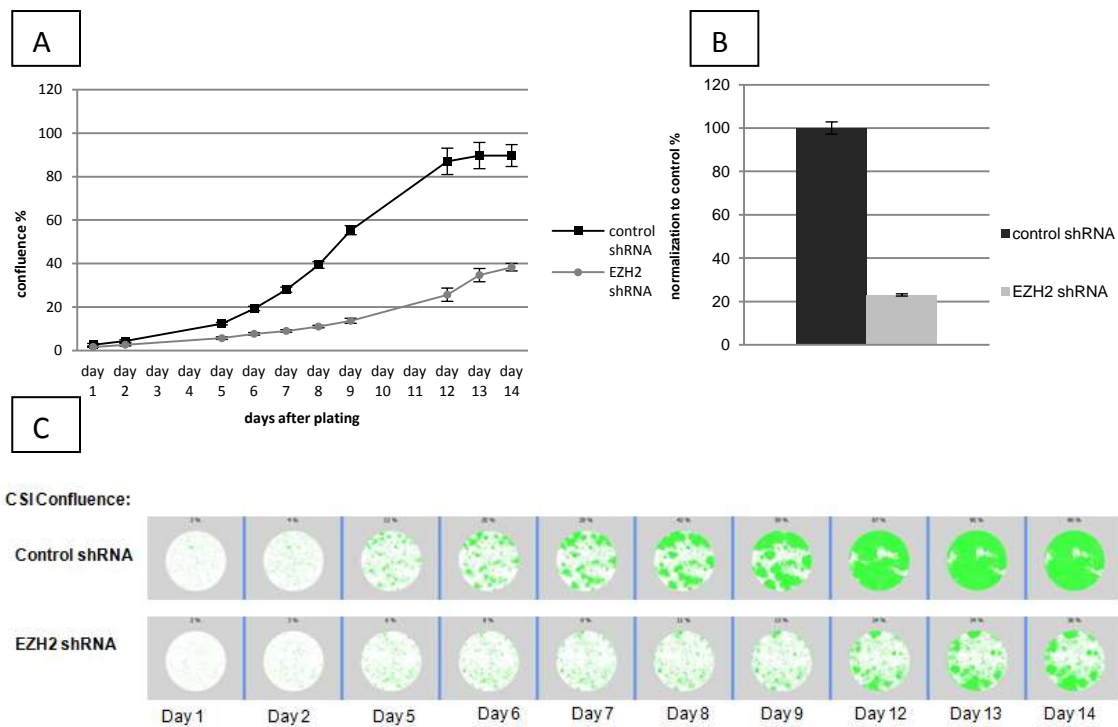 A
120
100
80
60
40
20
0
confluence %
day 1
day 2
day 3
day 4
day 5
day 6
day 7
day 8
day 9
day 10
day 11
day 12
day 13
day 14
days after plating
control shRNA
EZH2 shRNA
B
120
100
80
60
40
20
0
normalization to control %
control shRNA
EZH2 shRNA
C
CSI Confluence:
Control shRNA
EZH2 shRNA
Day 1
Day 2
Day 5
Day 6
Day 7
Day 8
Day 9
Day 12
Day 13
Day 14